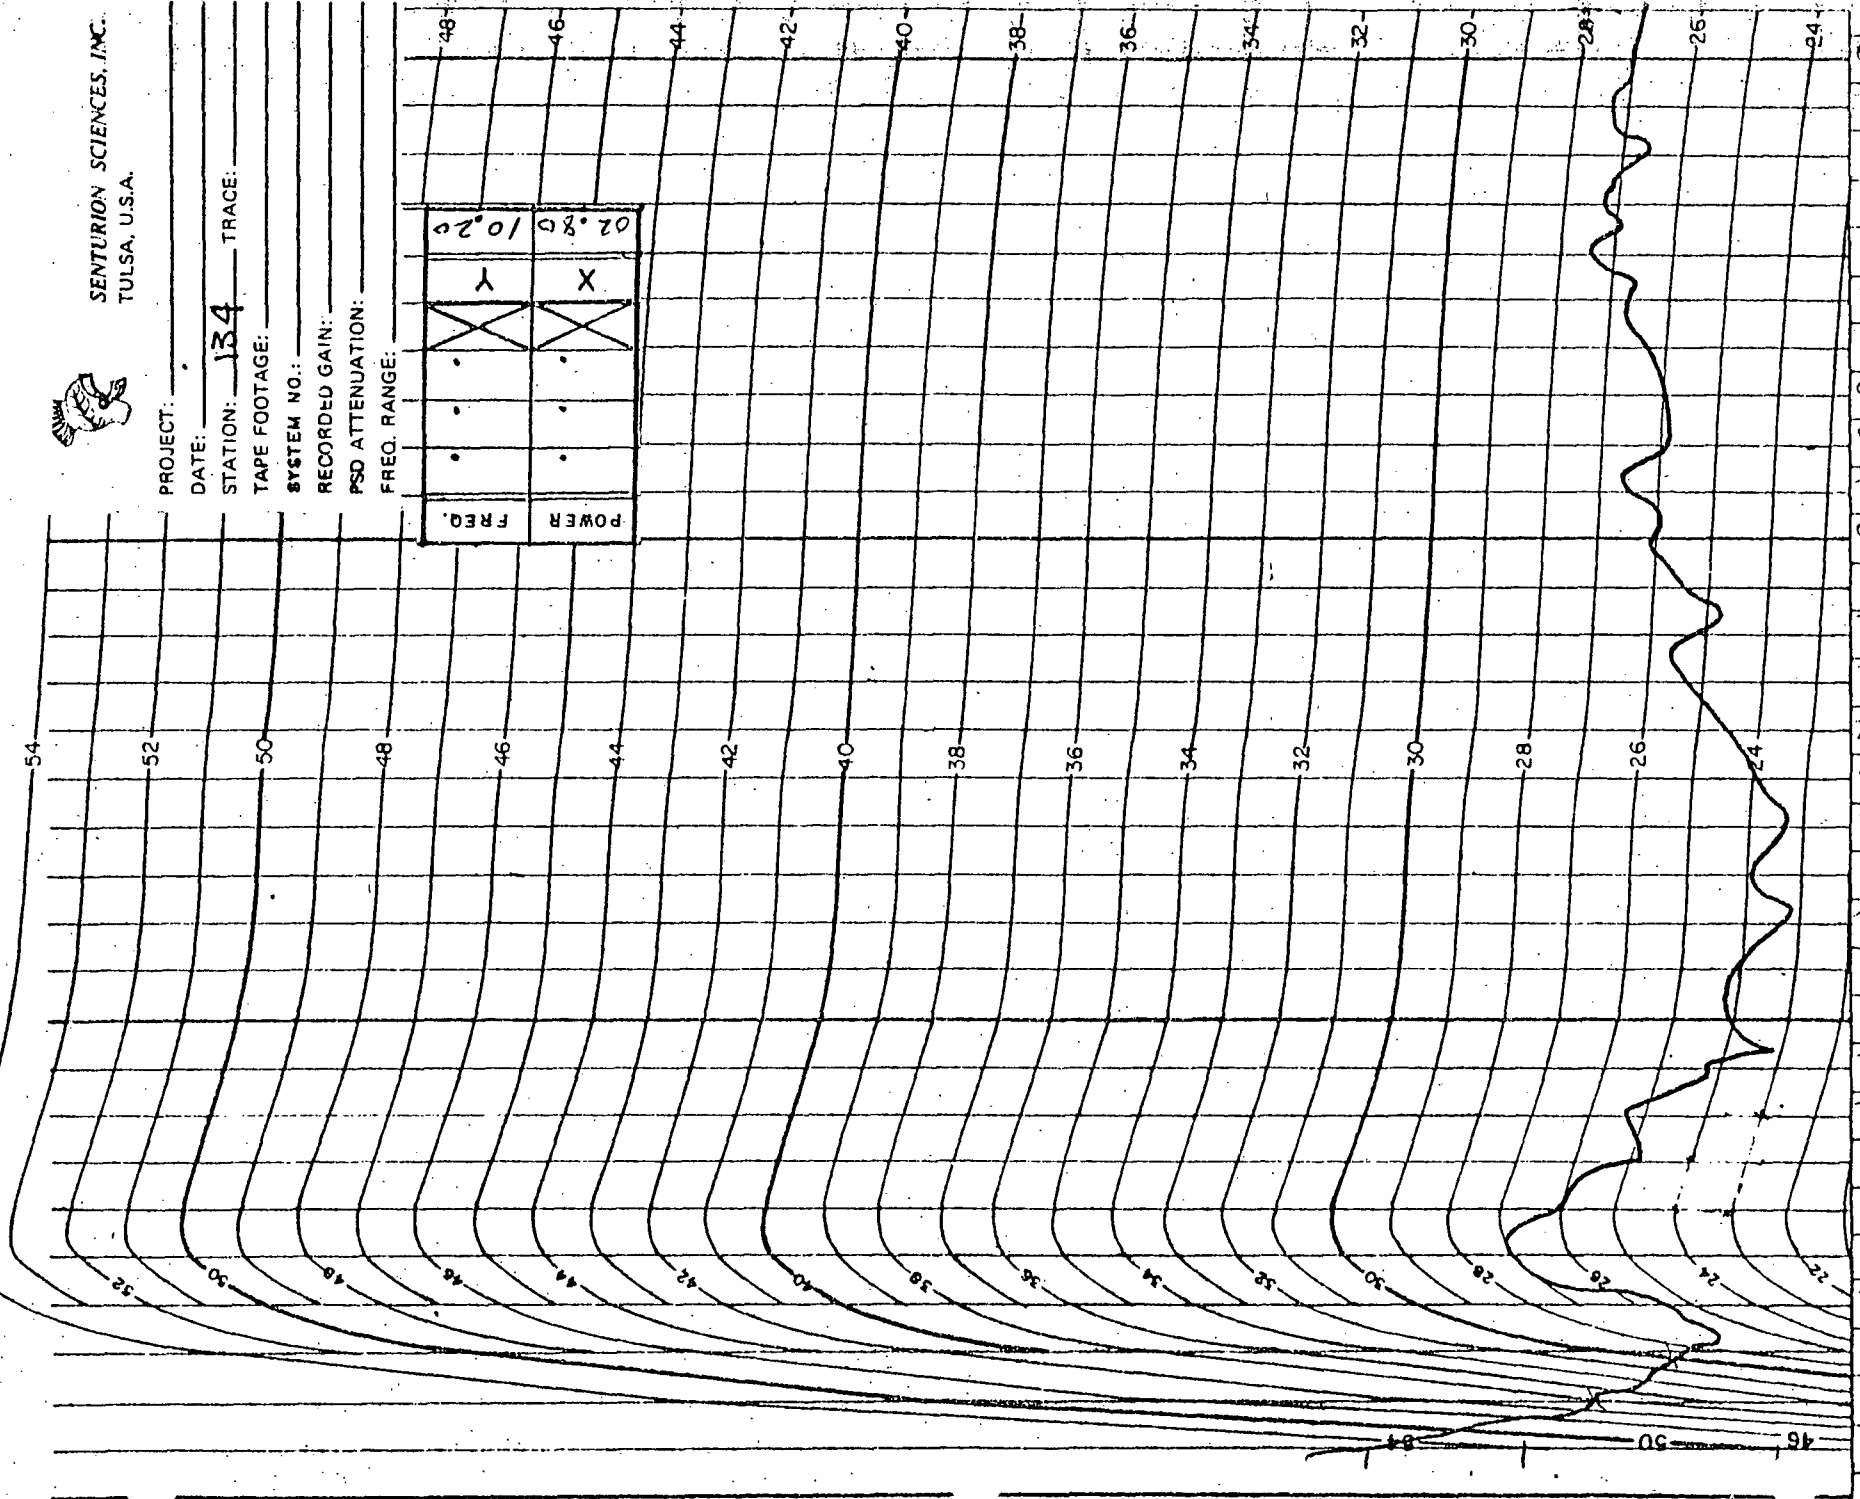 SENTURION SCIENCES, INC.
TULSA, U.S.A.
PROJECT:
DATE:
STATION: 134 TRACE:
TAPE FOOTAGE:
SYSTEM NO.:
RECORDED GAIN:
PSD ATTENUATION:
FREQ. RANGE:
POWER . . . X 02.80
FREQ. . . . Y 10.20
48 46 44 42 40 38 36 34 32 30 28 26 24
54 52 50 48 46 44 42 40 38 36 34 32 30 28 26 24
52 50 48 46 44 42 40 38 36 34 32 30 28 26 24 22
50 46